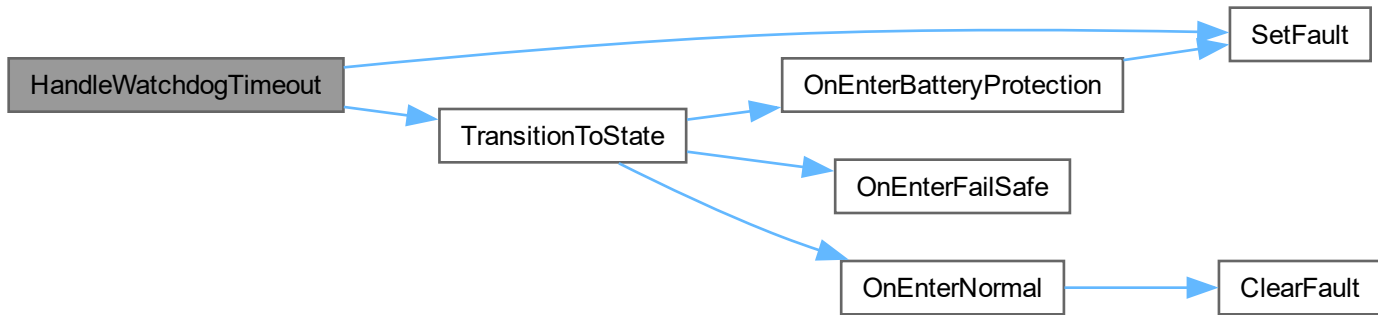 HandleWatchdogTimeout
TransitionToState
OnEnterBatteryProtection
OnEnterFailSafe
OnEnterNormal
SetFault
ClearFault